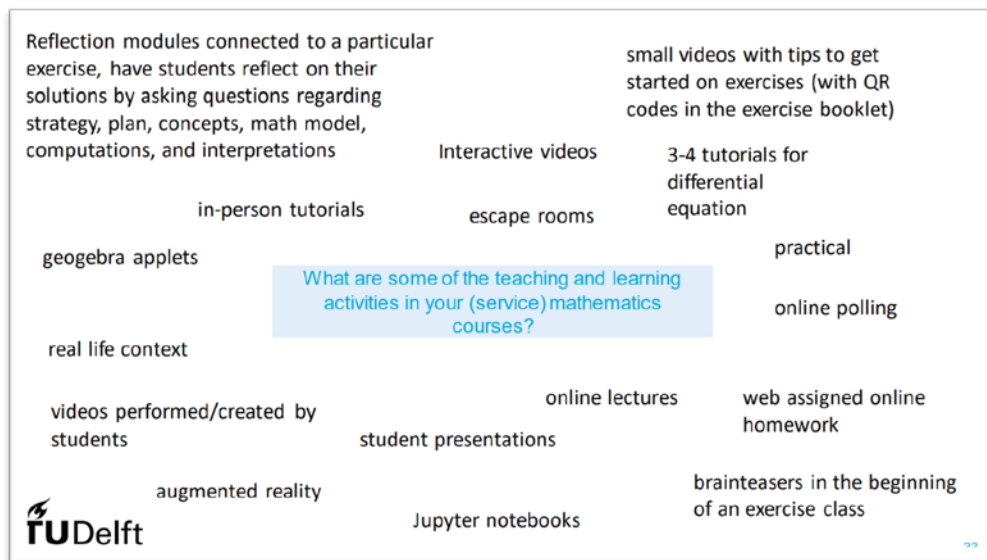 Reflection modules connected to a particular
exercise, have students reflect on their
solutions by asking questions regarding
strategy, plan, concepts, math model,
computations, and interpretations
small videos with tips to get
started on exercises (with QR
codes in the exercise booklet)
Interactive videos
3-4 tutorials for
differential
equation
in-person tutorials
escape rooms
geogebra applets
practical
What are some of the teaching and learning
activities in your (service) mathematics
courses?
online polling
real life context
online lectures
web assigned online
homework
videos performed/created by
students
student presentations
augmented reality
brainteasers in the beginning
of an exercise class
Jupyter notebooks
TUDelft